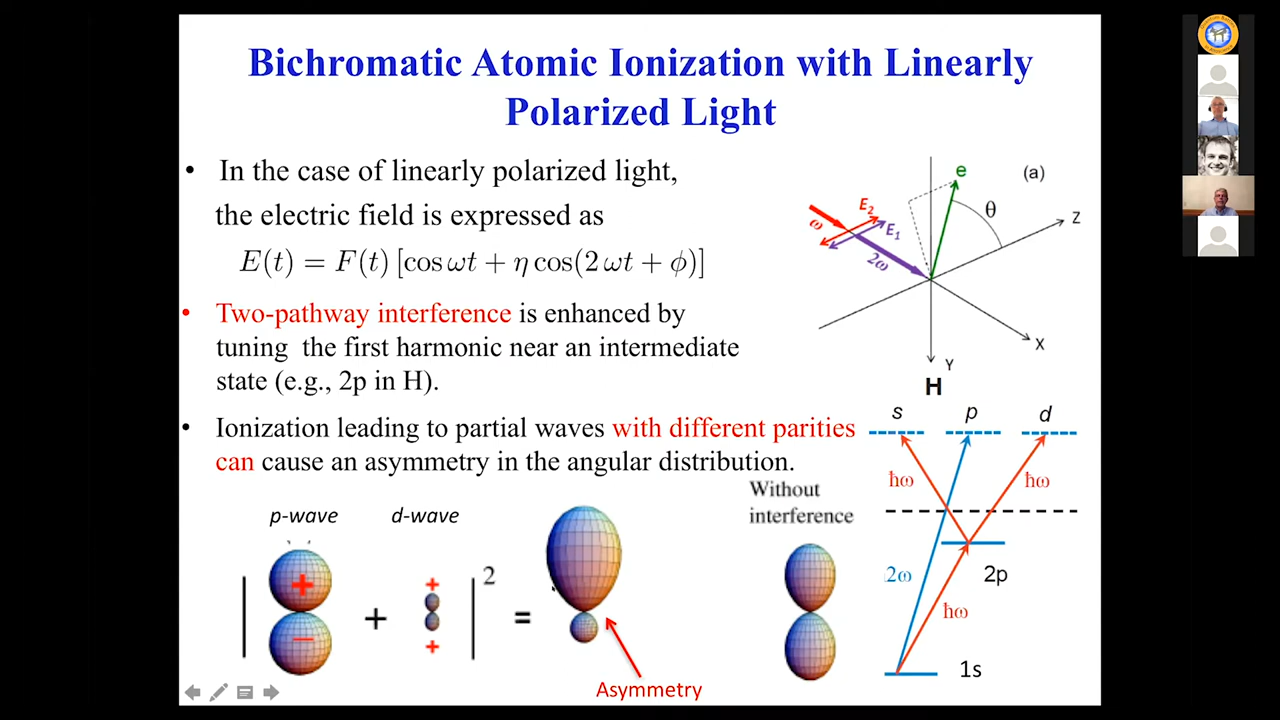 Bichromatic Atomic Ionization with Linearly
Polarized Light
• In the case of linearly polarized light,
the electric field is expressed as
E(t) = F(t) [cos ωt + η cos(2 ωt + ϕ)]
• Two-pathway interference is enhanced by
tuning the first harmonic near an intermediate
state (e.g., 2p in H).
• Ionization leading to partial waves with different parities
can cause an asymmetry in the angular distribution.
e
(a)
θ
Z
E₂
ω
E₁
2ω
X
Y
H
s p d
ħω ħω
2ω
2p
ħω
1s
Without
interference
p-wave d-wave
| + − + + + | 2 =
Asymmetry